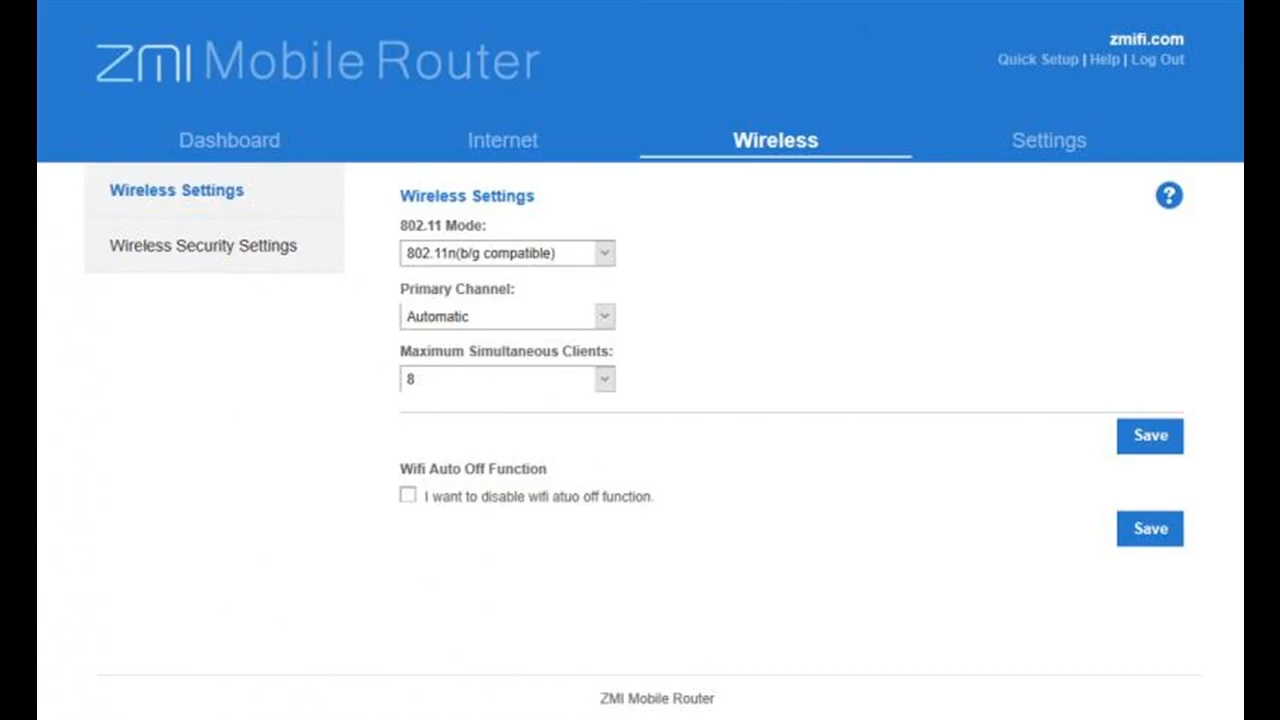 ZMI Mobile Router
zmifi.com
Quick Setup | Help | Log Out
Dashboard Internet Wireless Settings
Wireless Settings
Wireless Security Settings
Wireless Settings
?
802.11 Mode:
802.11n(b/g compatible)
Primary Channel:
Automatic
Maximum Simultaneous Clients:
8
Save
Wifi Auto Off Function
I want to disable wifi atuo off function.
Save
ZMI Mobile Router